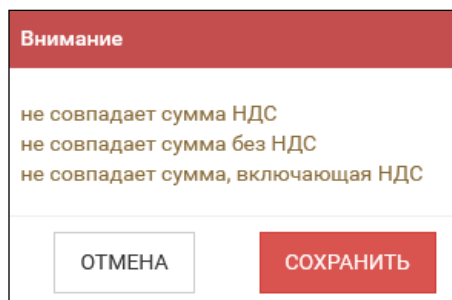 Внимание
не совпадает сумма НДС
не совпадает сумма без НДС
не совпадает сумма, включающая НДС
ОТМЕНА
СОХРАНИТЬ